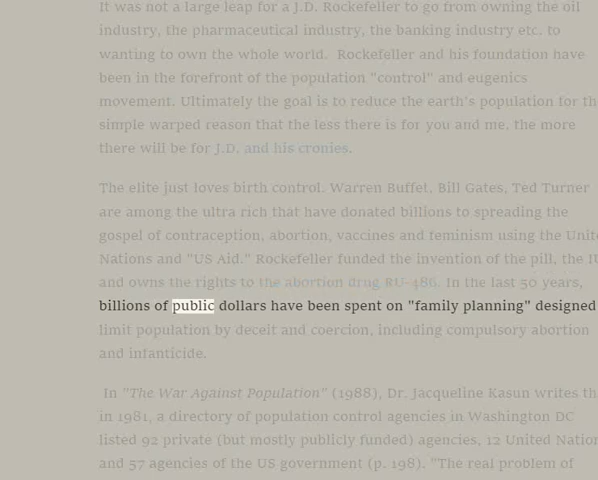 It was not a large leap for a J.D. Rockefeller to go from owning the oil
industry, the pharmaceutical industry, the banking industry etc. to
wanting to own the whole world.  Rockefeller and his foundation have
been in the forefront of the population "control" and eugenics
movement. Ultimately the goal is to reduce the earth's population for th
simple warped reason that the less there is for you and me, the more
there will be for J.D. and his cronies.
The elite just loves birth control. Warren Buffet, Bill Gates, Ted Turner
are among the ultra rich that have donated billions to spreading the
gospel of contraception, abortion, vaccines and feminism using the Unite
Nations and "US Aid." Rockefeller funded the invention of the pill, the IU
and owns the rights to the abortion drug RU-486. In the last 50 years,
billions of public dollars have been spent on "family planning" designed
limit population by deceit and coercion, including compulsory abortion
and infanticide.
In "The War Against Population" (1988), Dr. Jacqueline Kasun writes th
in 1981, a directory of population control agencies in Washington DC
listed 92 private (but mostly publicly funded) agencies, 12 United Nation
and 57 agencies of the US government (p. 198). "The real problem of